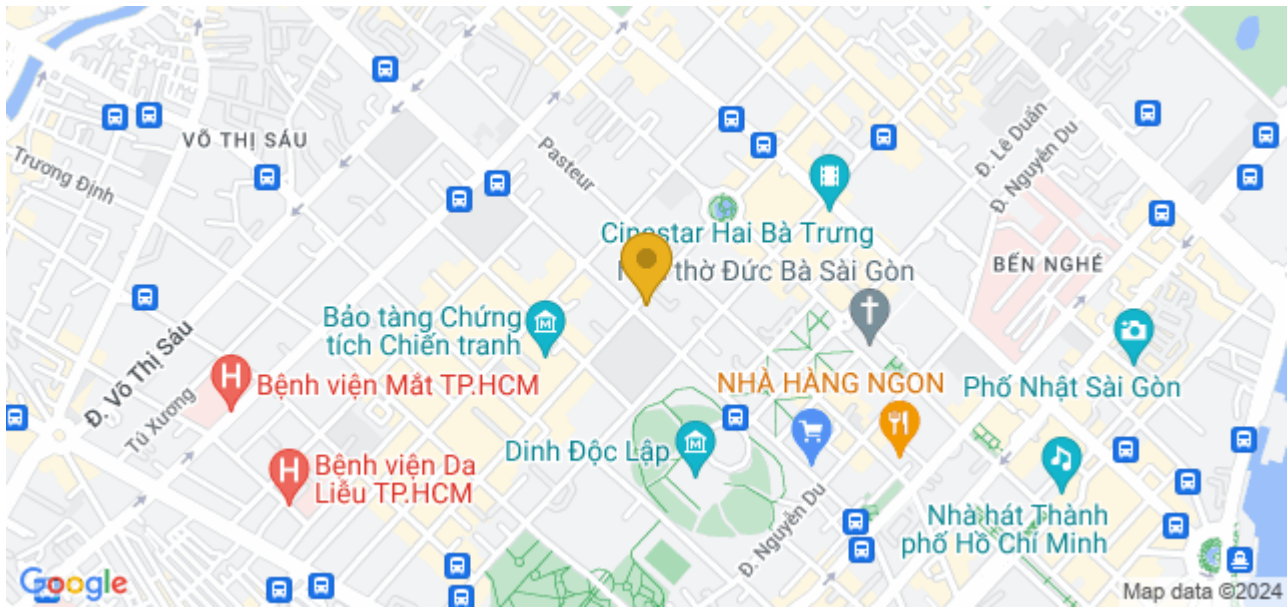 VÕ THỊ SÁU
Trương Định
Pasteur
Đ. Lê Duẩn
Đ. Nguyễn Du
Cinestar Hai Bà Trưng
thờ Đức Bà Sài Gòn
BẾN NGHÉ
Bảo tàng Chứng
tích Chiến tranh
Đ. Võ Thị Sáu
Tú Xương
H
Bệnh viện Mắt TP.HCM
NHÀ HÀNG NGON
Phố Nhật Sài Gòn
Dinh Độc Lập
H
Bệnh viện Da
Liễu TP.HCM
Đ. Nguyễn Du
Nhà hát Thành
phố Hồ Chí Minh
Google
Map data ©2024